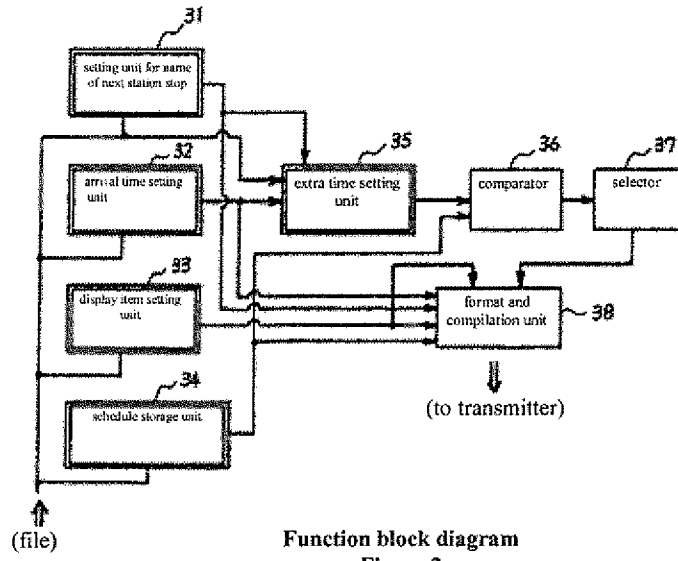 31
setting unit for name
of next station stop
32
arrival time setting
unit
35
extra time setting
unit
36
comparator
37
selector
33
display item setting
unit
format and
compilation unit
38
34
schedule storage unit
(to transmitter)
(file)
Function block diagram